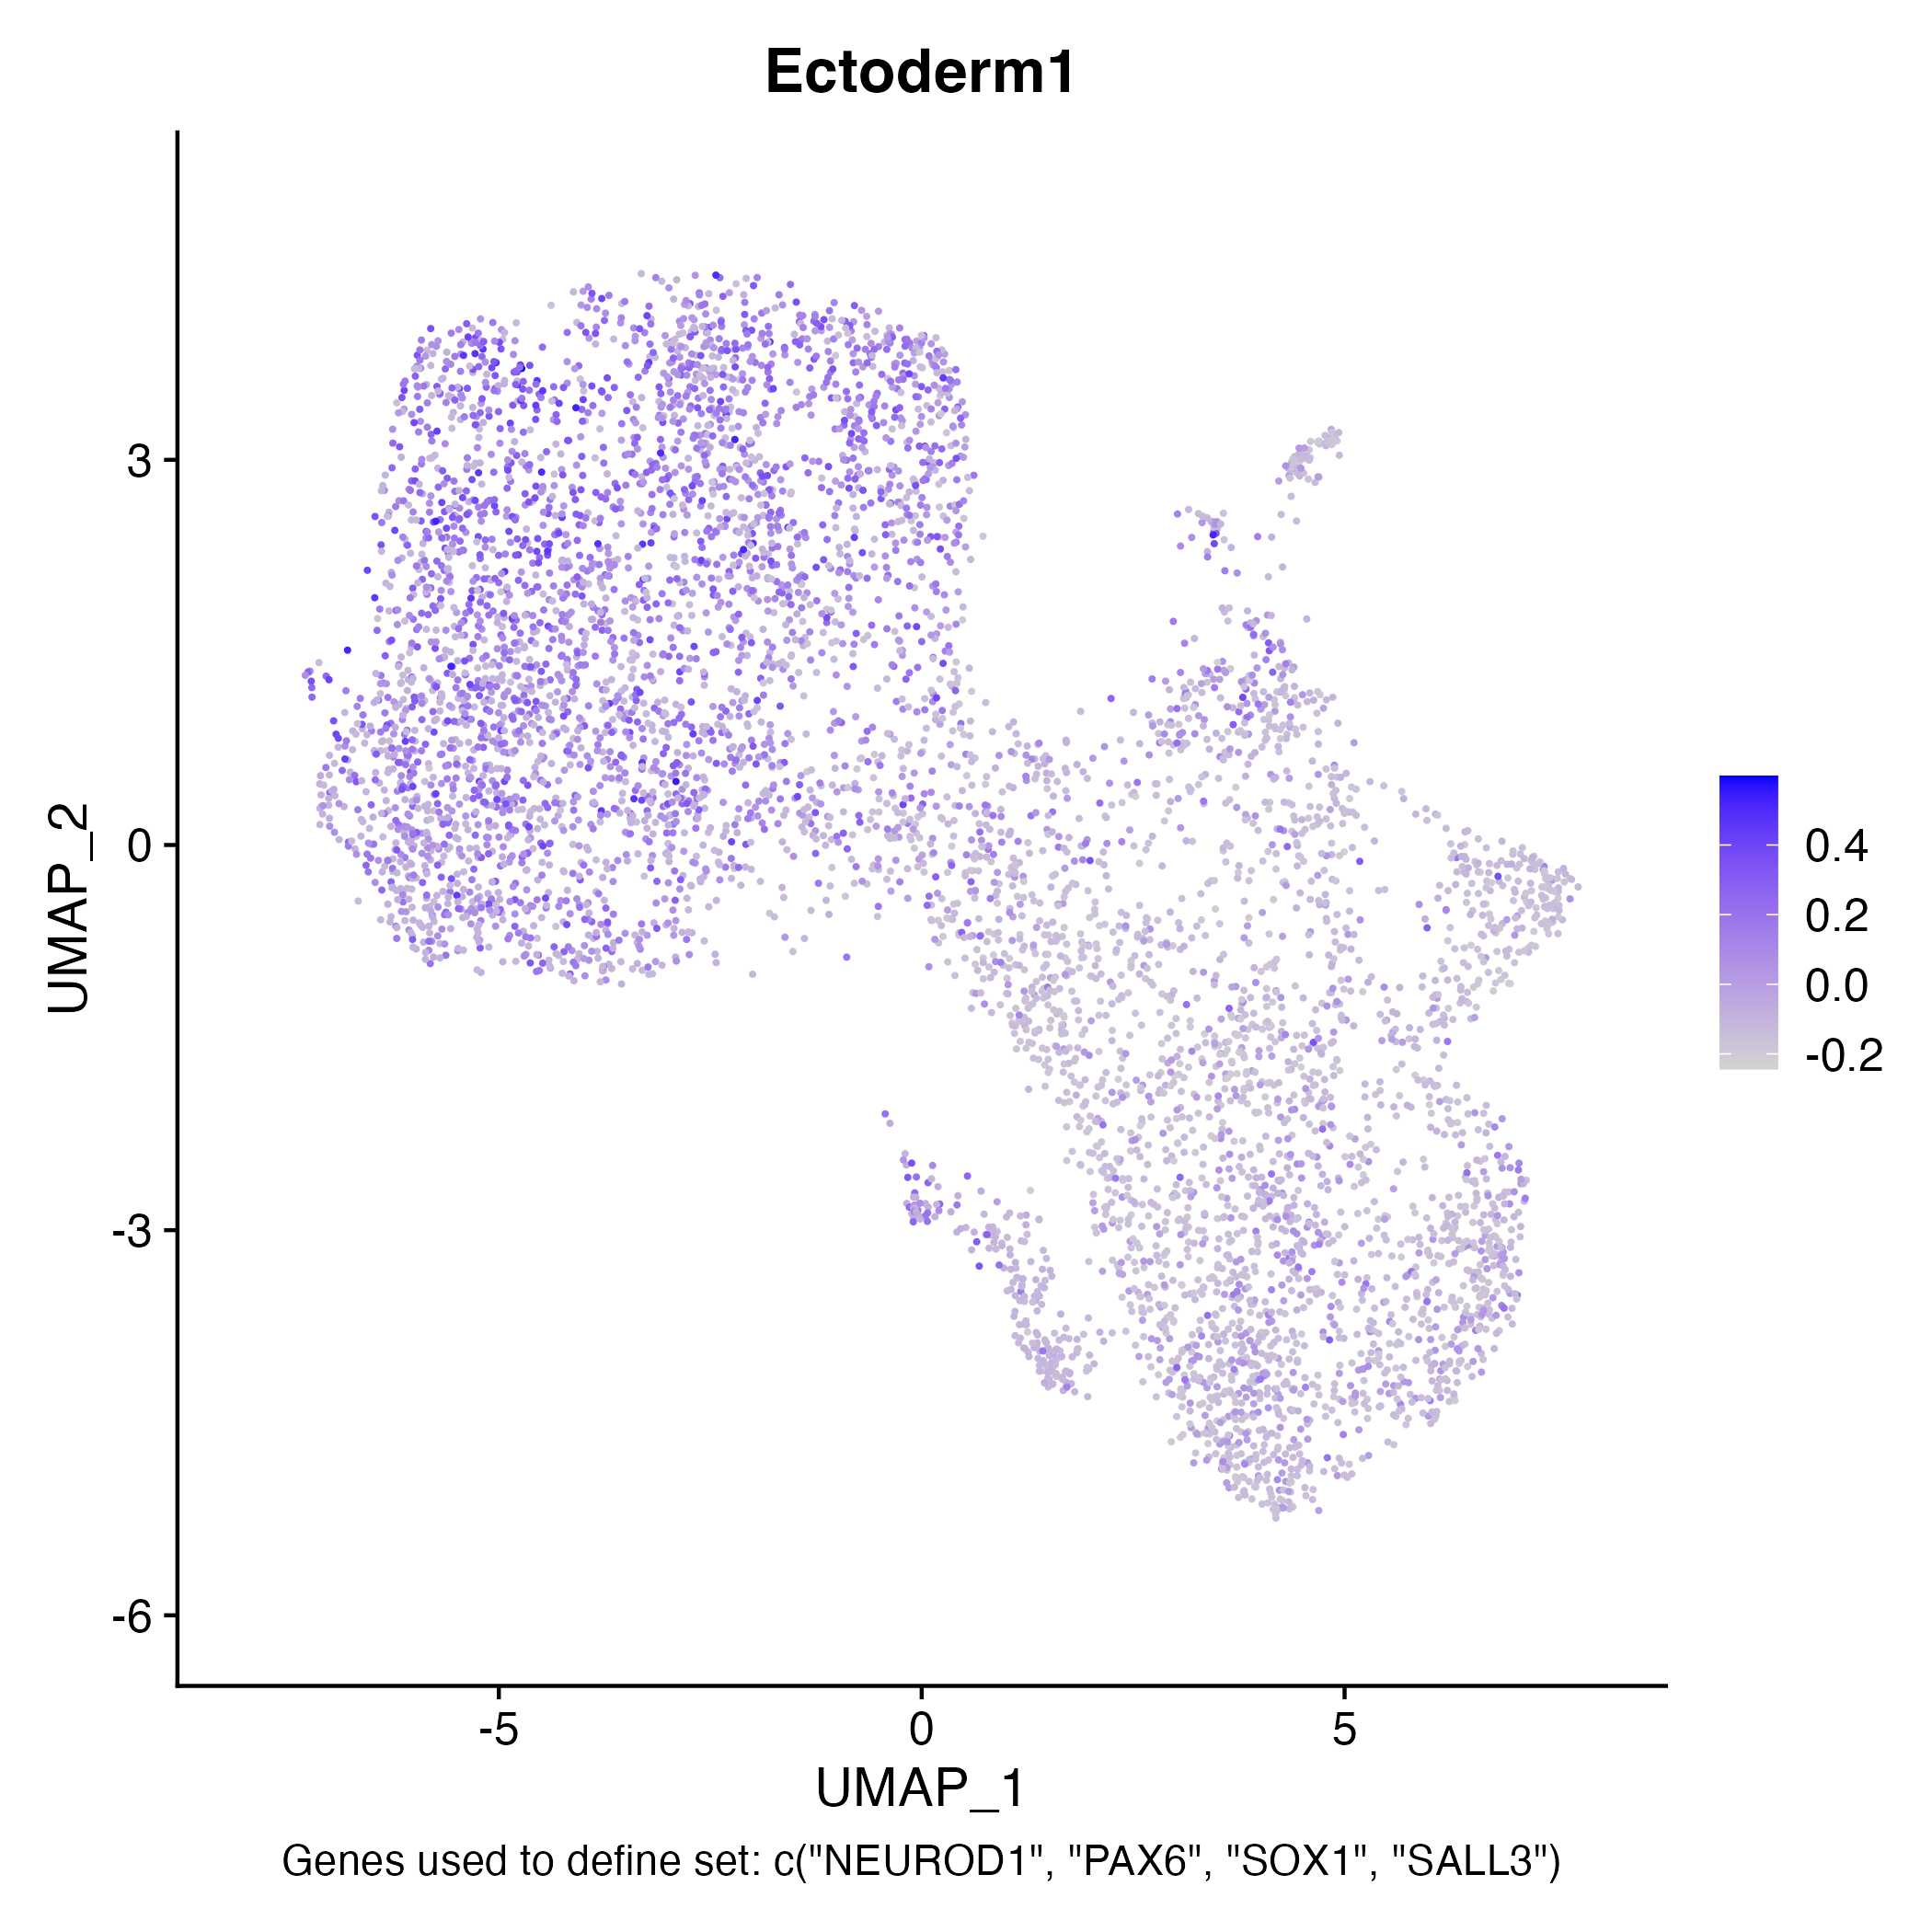 Ectoderm1
3
0
-3
-6
UMAP_2
-5
0
5
UMAP_1
0.4
0.2
0.0
-0.2
Genes used to define set: c("NEUROD1", "PAX6", "SOX1", "SALL3")